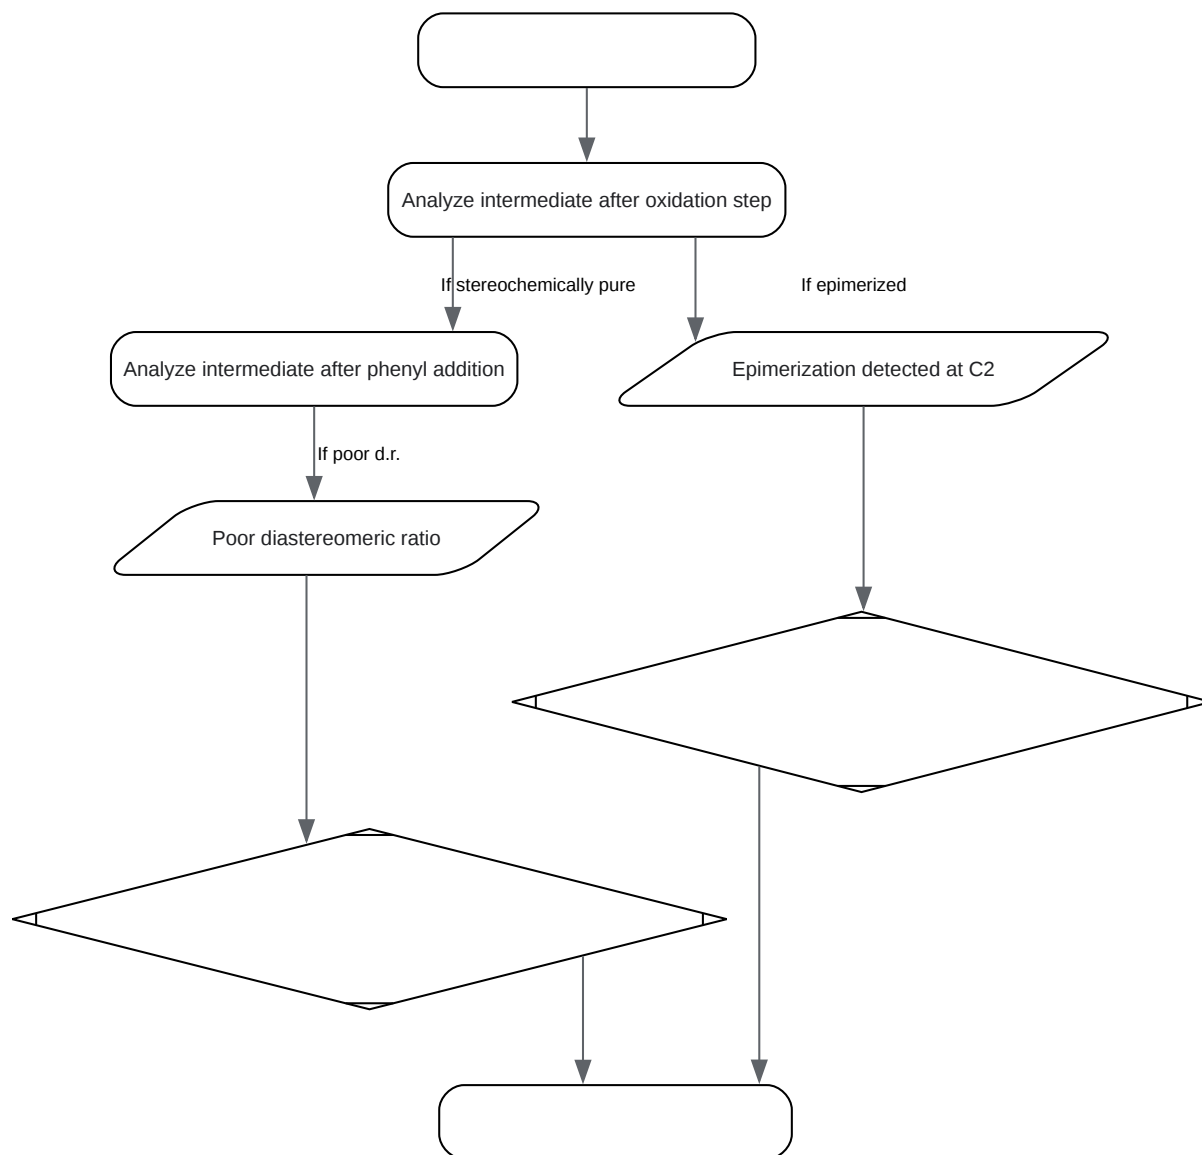 Analyze intermediate after oxidation step
If stereochemically pure
If epimerized
Analyze intermediate after phenyl addition
Epimerization detected at C2
If poor d.r.
Poor diastereomeric ratio